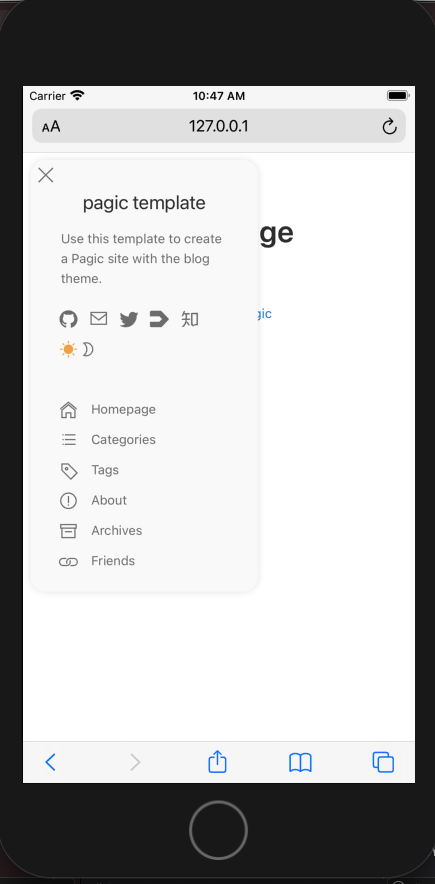 Carrier 10:47 AM
AA 127.0.0.1
pagic template
Use this template to create
a Pagic site with the blog
theme.
ge
gic
知
Homepage
Categories
Tags
About
Archives
Friends